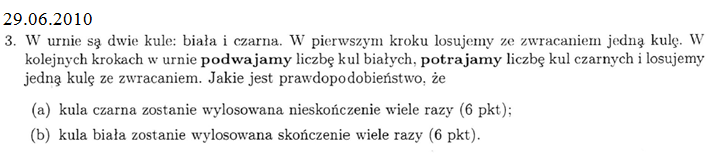 29.06.2010
3. W urnie są dwie kule: biała i czarna. W pierwszym kroku losujemy ze zwracaniem jedną kulę. W
kolejnych krokach w urnie podwajamy liczbę kul białych, potrajamy liczbę kul czarnych i losujemy
jedną kulę ze zwracaniem. Jakie jest prawdopodobieństwo, że
(a) kula czarna zostanie wylosowana nieskończenie wiele razy (6 pkt);
(b) kula biała zostanie wylosowana skończenie wiele razy (6 pkt).